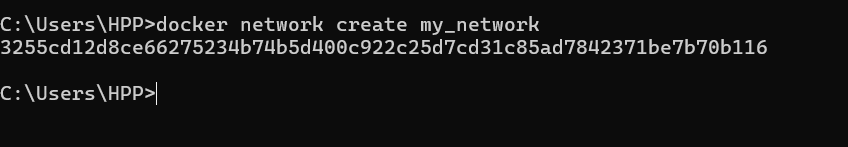 C:\Users\HPP>docker network create my_network
3255cd12d8ce66275234b74b5d400c922c25d7cd31c85ad7842371be7b70b116
C:\Users\HPP>